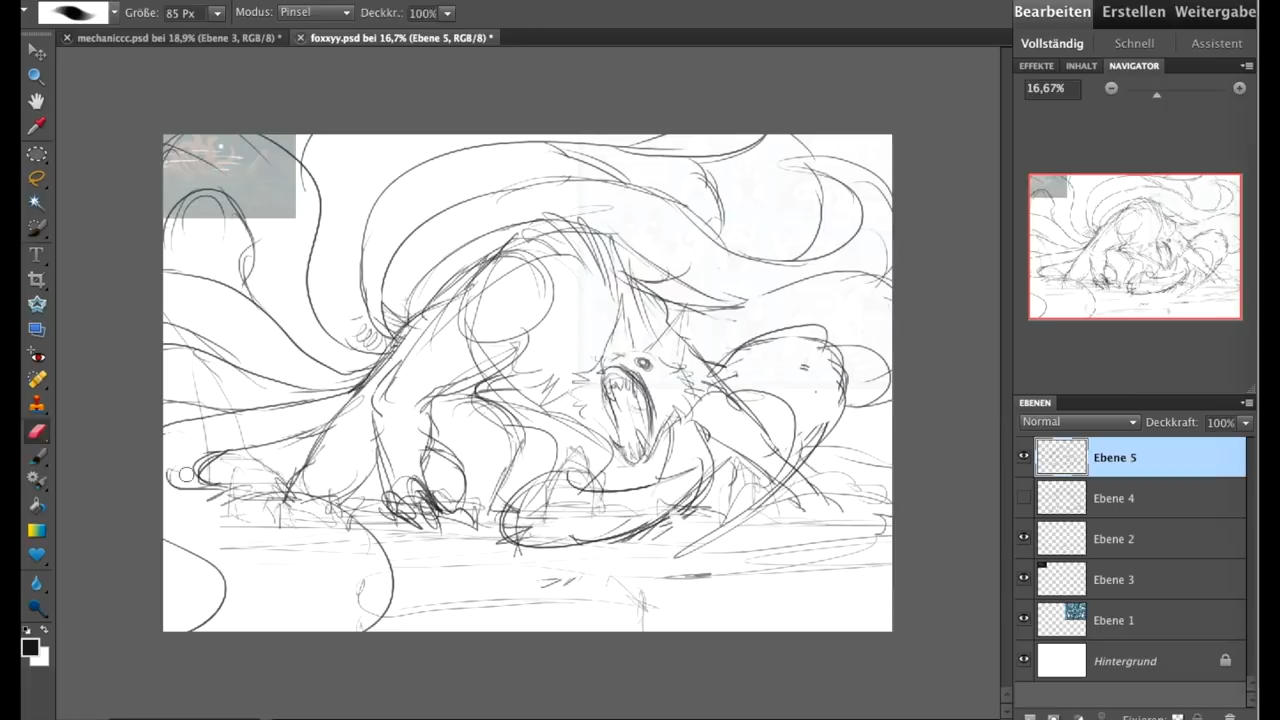 Größe: 85 Px Modus: Pinsel Deckkr.: 100%
Bearbeiten Erstellen Weitergabe
mechaniccc.psd bei 18,9% (Ebene 3, RGB/8) * foxxyy.psd bei 16,7% (Ebene 5, RGB/8) *
Vollständig Schnell Assistent
EFFEKTE INHALT NAVIGATOR
16,67%
EBENEN
Normal Deckkraft: 100%
Ebene 5
Ebene 4
Ebene 2
Ebene 3
Ebene 1
Hintergrund
Fixieren: